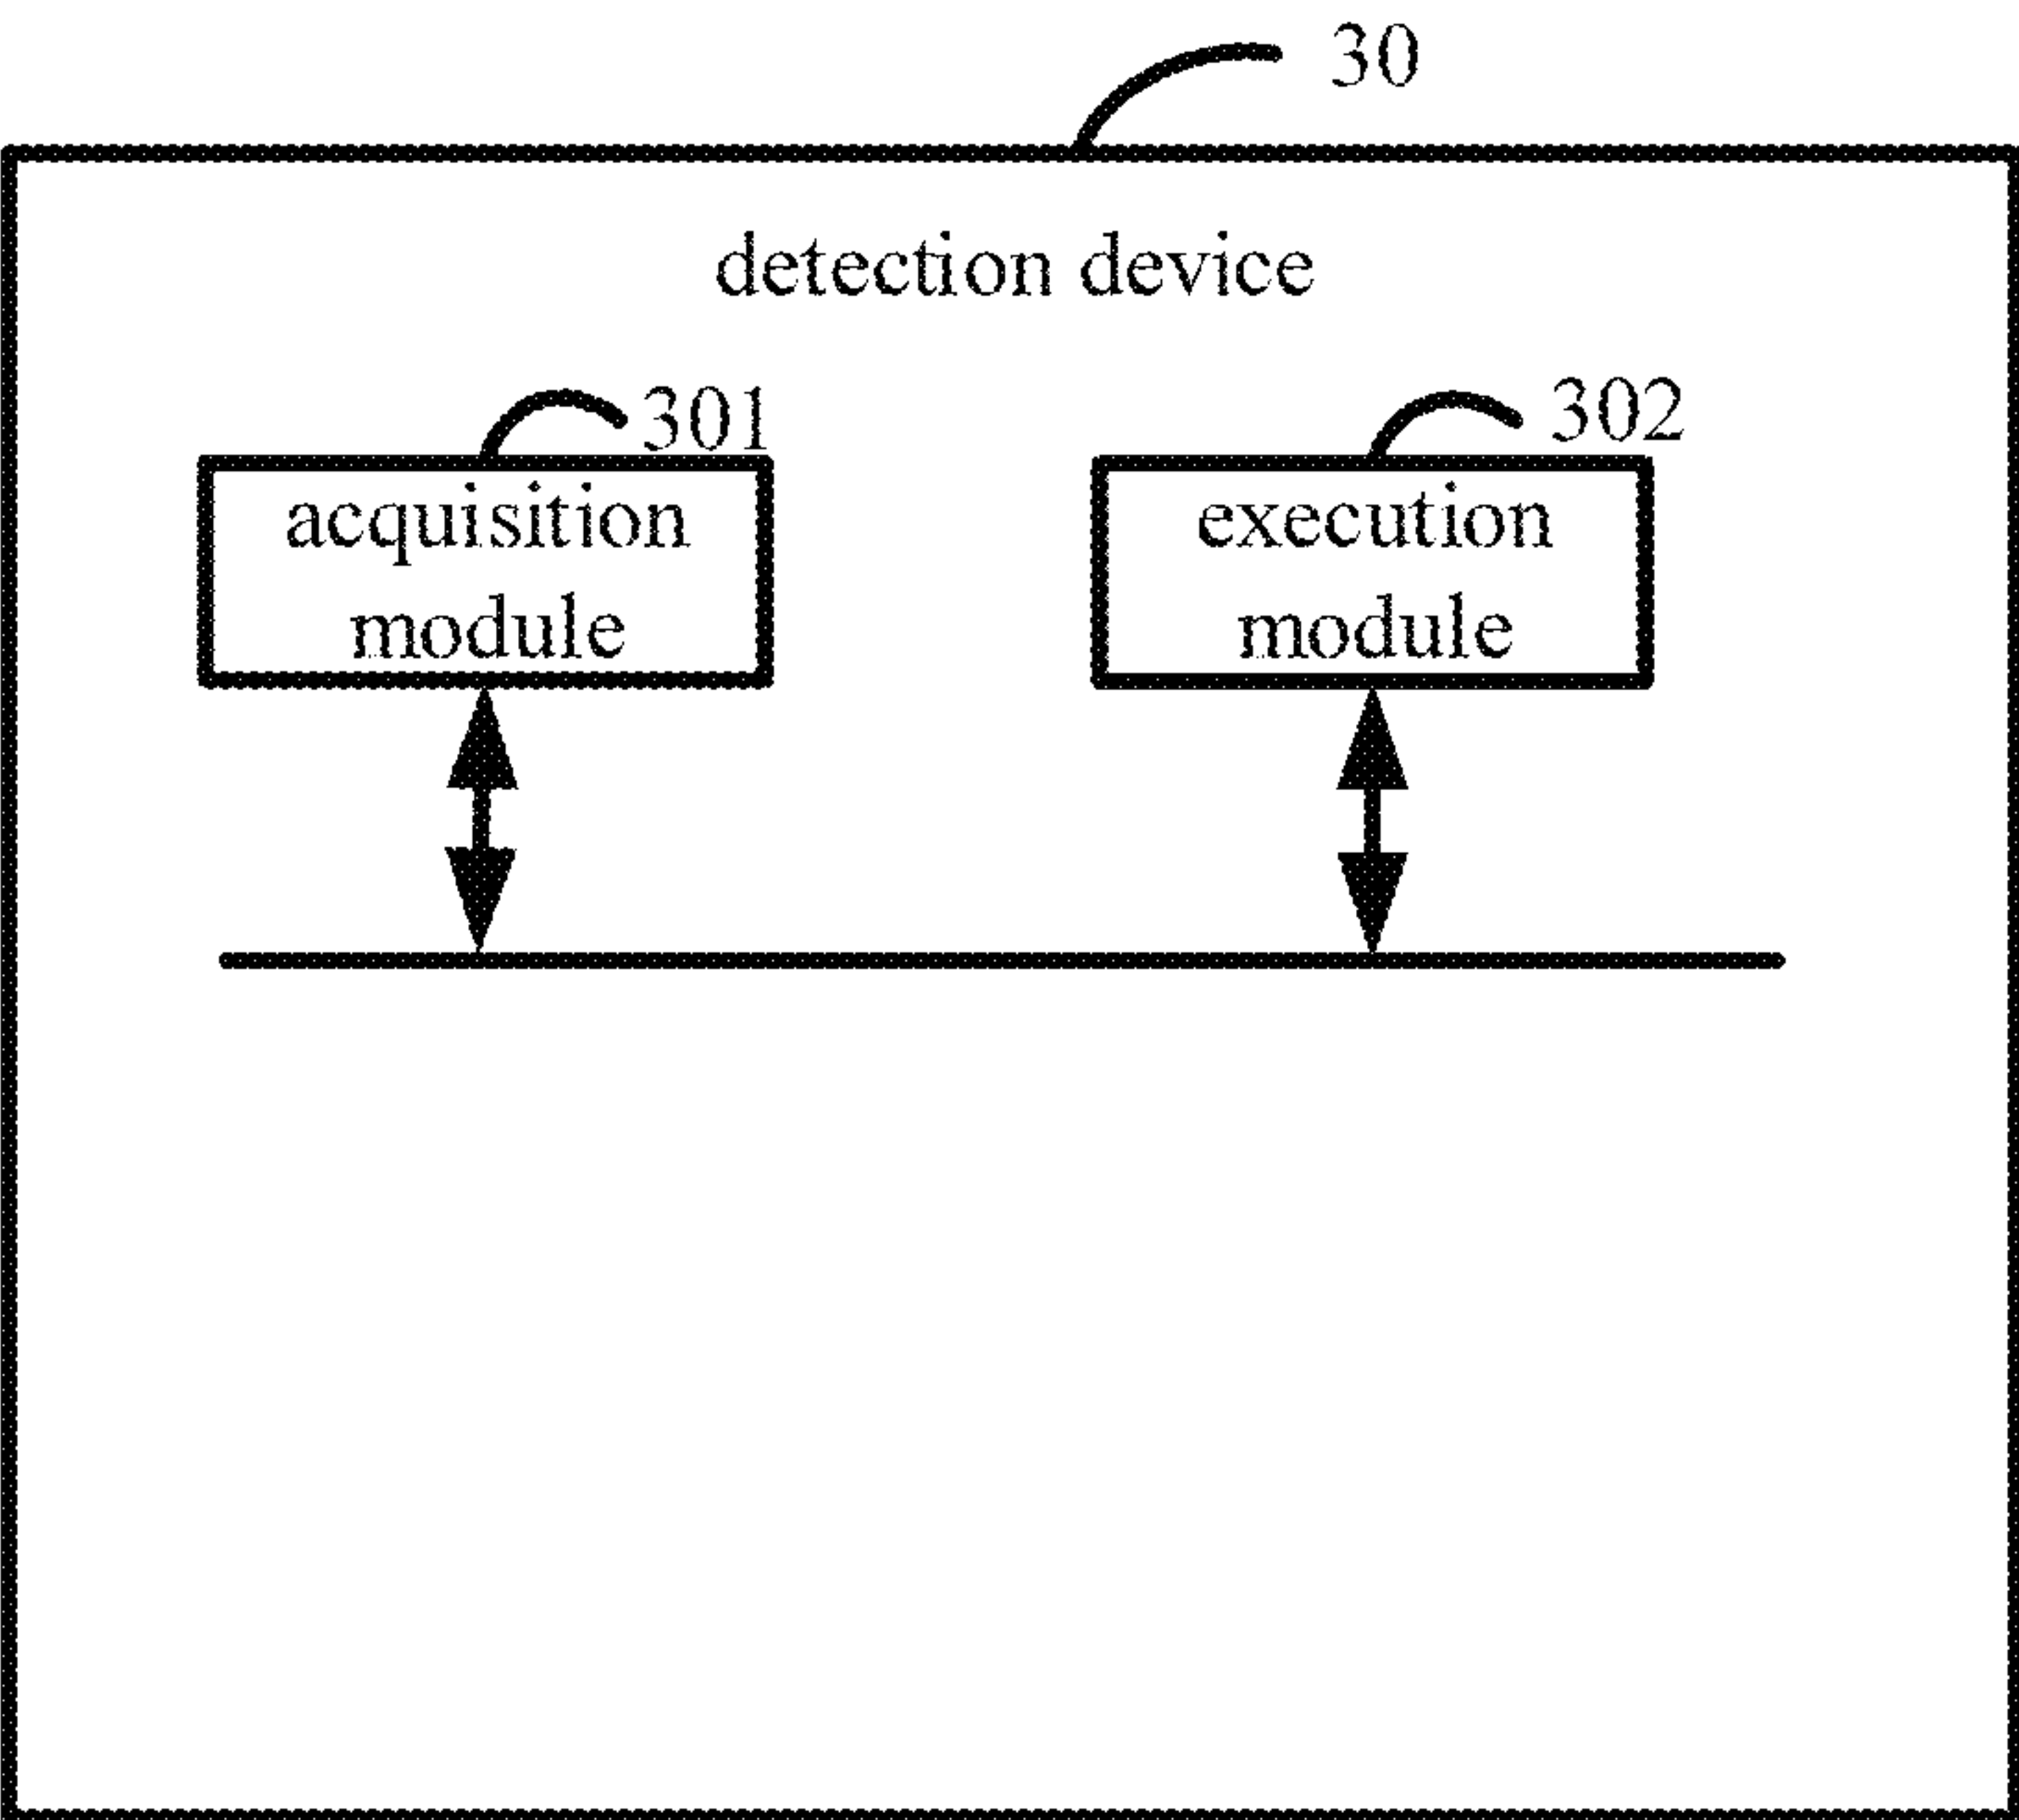 30
detection device
301
302
acquisition
module
execution
module